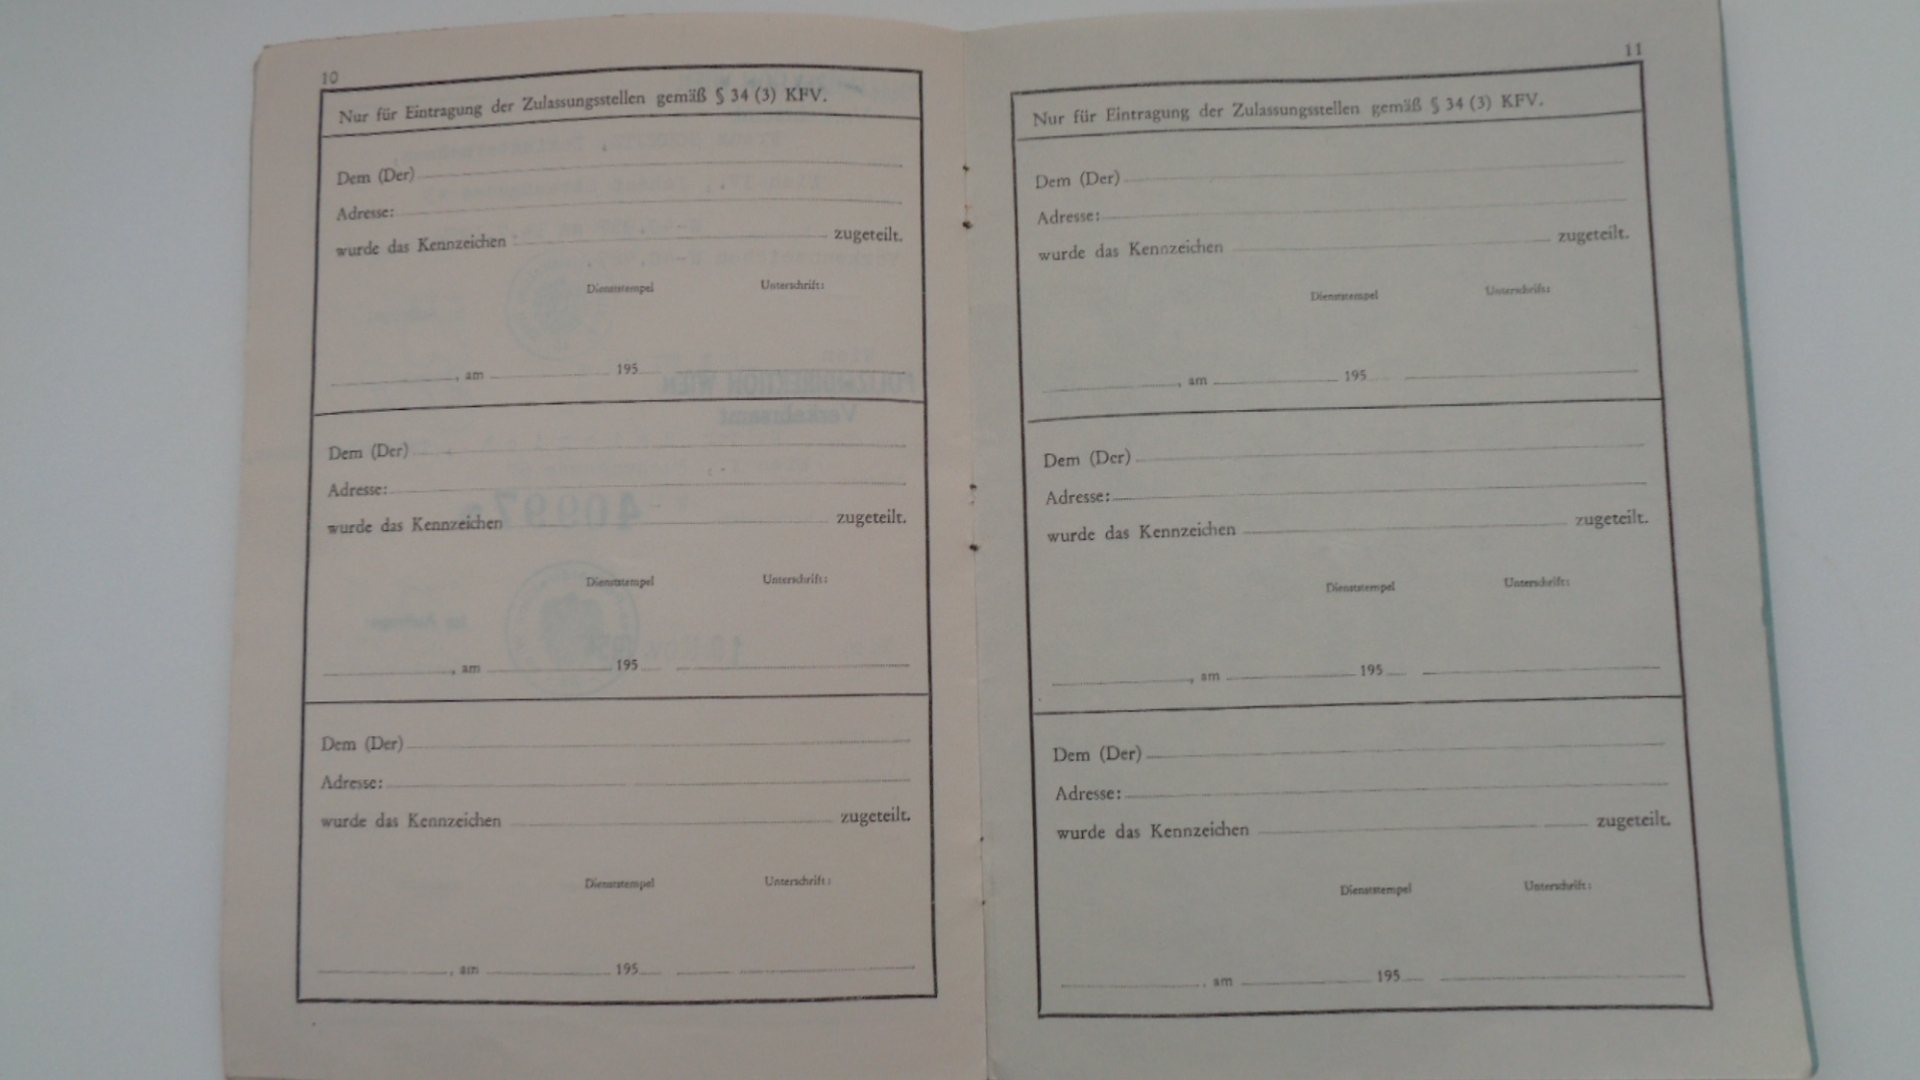 10
Nur für Eintragung der Zulassungsstellen gemäß § 34 (3) KFV.
Dem (Der)
Adresse:
wurde das Kennzeichen zugeteilt.
Dienststempel Unterschrift:
, am 195
Dem (Der)
Adresse:
wurde das Kennzeichen zugeteilt.
Dienststempel Unterschrift:
, am 195
Dem (Der)
Adresse:
wurde das Kennzeichen zugeteilt.
Dienststempel Unterschrift:
, am 195
11
Nur für Eintragung der Zulassungsstellen gemäß § 34 (3) KFV.
Dem (Der)
Adresse:
wurde das Kennzeichen zugeteilt.
Dienststempel Unterschrift:
, am 195
Dem (Der)
Adresse:
wurde das Kennzeichen zugeteilt.
Dienststempel Unterschrift:
, am 195
Dem (Der)
Adresse:
wurde das Kennzeichen zugeteilt.
Dienststempel Unterschrift:
, am 195